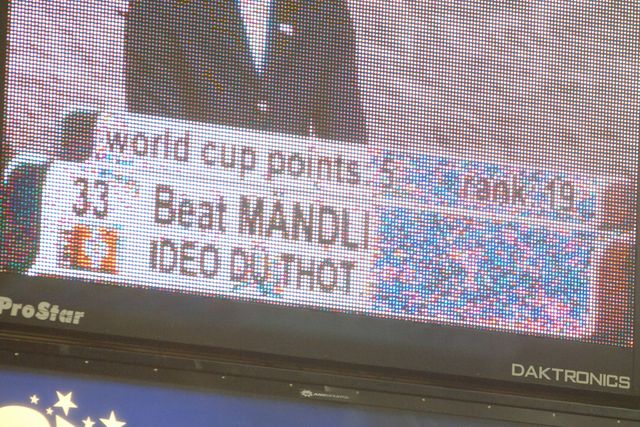 world cup points 5 rank 19
33 Beat MÄNDLI
IDEO DU THOT
ProStar
DAKTRONICS